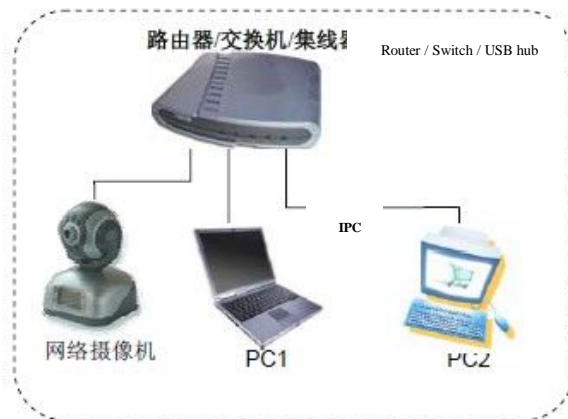 路由器/交换机/集线器
Router / Switch / USB hub
IPC
网络摄像机
PC1
PC2